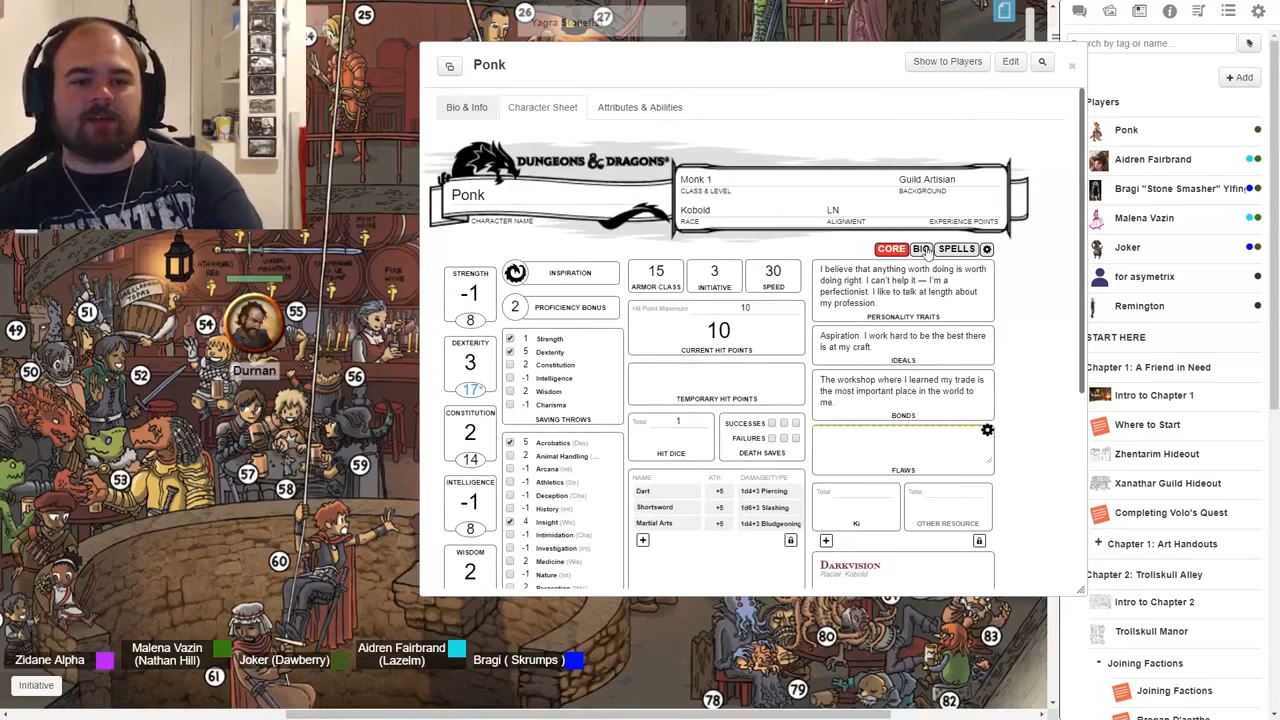 25
26
27
Ponk
Show to Players
Edit
Bio & Info
Character Sheet
Attributes & Abilities
DUNGEONS & DRAGONS
Ponk
CHARACTER NAME
Monk 1
CLASS & LEVEL
Guild Artisian
BACKGROUND
Kobold
RACE
LN
ALIGNMENT
EXPERIENCE POINTS
CORE
BIO
SPELLS
STRENGTH
-1
8
DEXTERITY
3
17*
CONSTITUTION
2
14
INTELLIGENCE
-1
8
WISDOM
2
INSPIRATION
2
PROFICIENCY BONUS
1 Strength
5 Dexterity
2 Constitution
-1 Intelligence
2 Wisdom
-1 Charisma
SAVING THROWS
5 Acrobatics (Dex)
2 Animal Handling (...
-1 Arcana (Int)
-1 Athletics (Str)
-1 Deception (Cha)
-1 History (Int)
4 Insight (Wis)
-1 Intimidation (Cha)
-1 Investigation (Int)
2 Medicine (Wis)
-1 Nature (Int)
15
ARMOR CLASS
3
INITIATIVE
30
SPEED
Hit Point Maximum 10
10
CURRENT HIT POINTS
TEMPORARY HIT POINTS
Total 1
HIT DICE
SUCCESSES
FAILURES
DEATH SAVES
NAME ATK DAMAGE/TYPE
Dart +5 1d4+3 Piercing
Shortsword +5 1d6+3 Slashing
Martial Arts +5 1d4+3 Bludgeoning
I believe that anything worth doing is worth
doing right. I can't help it — I'm a
perfectionist. I like to talk at length about
my profession.
PERSONALITY TRAITS
Aspiration. I work hard to be the best there
is at my craft.
IDEALS
The workshop where I learned my trade is
the most important place in the world to
me.
BONDS
FLAWS
Total
Ki
Total
OTHER RESOURCE
DARKVISION
Racial Kobold
by tag or name...
+ Add
Players
Ponk
Aidren Fairbrand
Bragi "Stone Smasher" Ylfin
Malena Vazin
Joker
for asymetrix
Remington
START HERE
Chapter 1: A Friend in Need
Intro to Chapter 1
Where to Start
Zhentarim Hideout
Xanathar Guild Hideout
Completing Volo's Quest
Chapter 1: Art Handouts
Chapter 2: Trollskull Alley
Intro to Chapter 2
Trollskull Manor
Joining Factions
Joining Factions
49
50
51
52
53
54
55
56
57
58
59
60
61
78
79
80
82
83
Durnan
Zidane Alpha
Malena Vazin
(Nathan Hill)
Joker (Dawberry)
Aidren Fairbrand
(Lazelm)
Bragi ( Skrumps )
Initiative